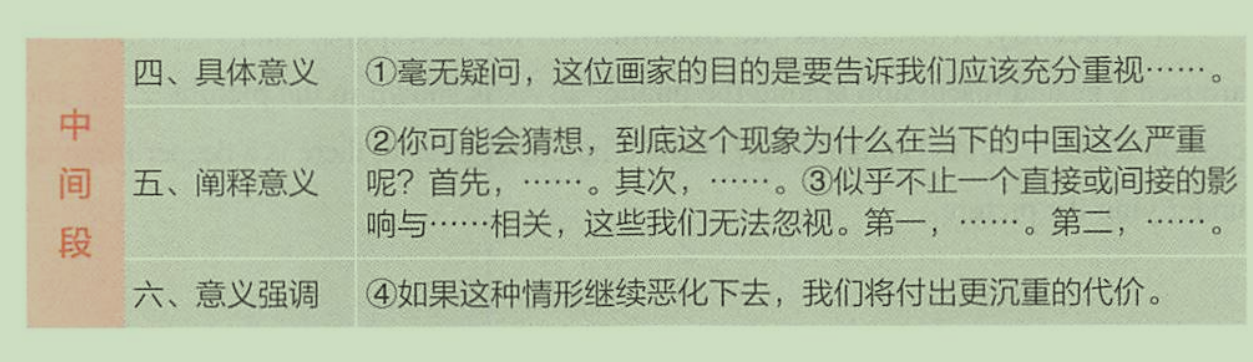 中间段
四、具体意义
①毫无疑问，这位画家的目的是要告诉我们应该充分重视……。
五、阐释意义
②你可能会猜想，到底这个现象为什么在当下的中国这么严重
呢？首先，……。其次，……。③似乎不止一个直接或间接的影
响与……相关，这些我们无法忽视。第一，……。第二，……。
六、意义强调
④如果这种情形继续恶化下去，我们将付出更沉重的代价。